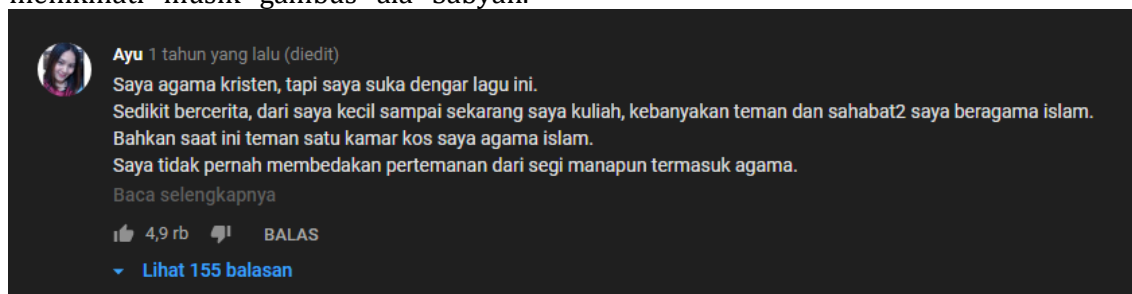 menikmati musik gambus ala sabyan.
Ayu 1 tahun yang lalu (diedit)
Saya agama kristen, tapi saya suka dengar lagu ini.
Sedikit bercerita, dari saya kecil sampai sekarang saya kuliah, kebanyakan teman dan sahabat2 saya beragama islam.
Bahkan saat ini teman satu kamar kos saya agama islam.
Saya tidak pernah membedakan pertemanan dari segi manapun termasuk agama.
Baca selengkapnya
4,9 rb BALAS
Lihat 155 balasan